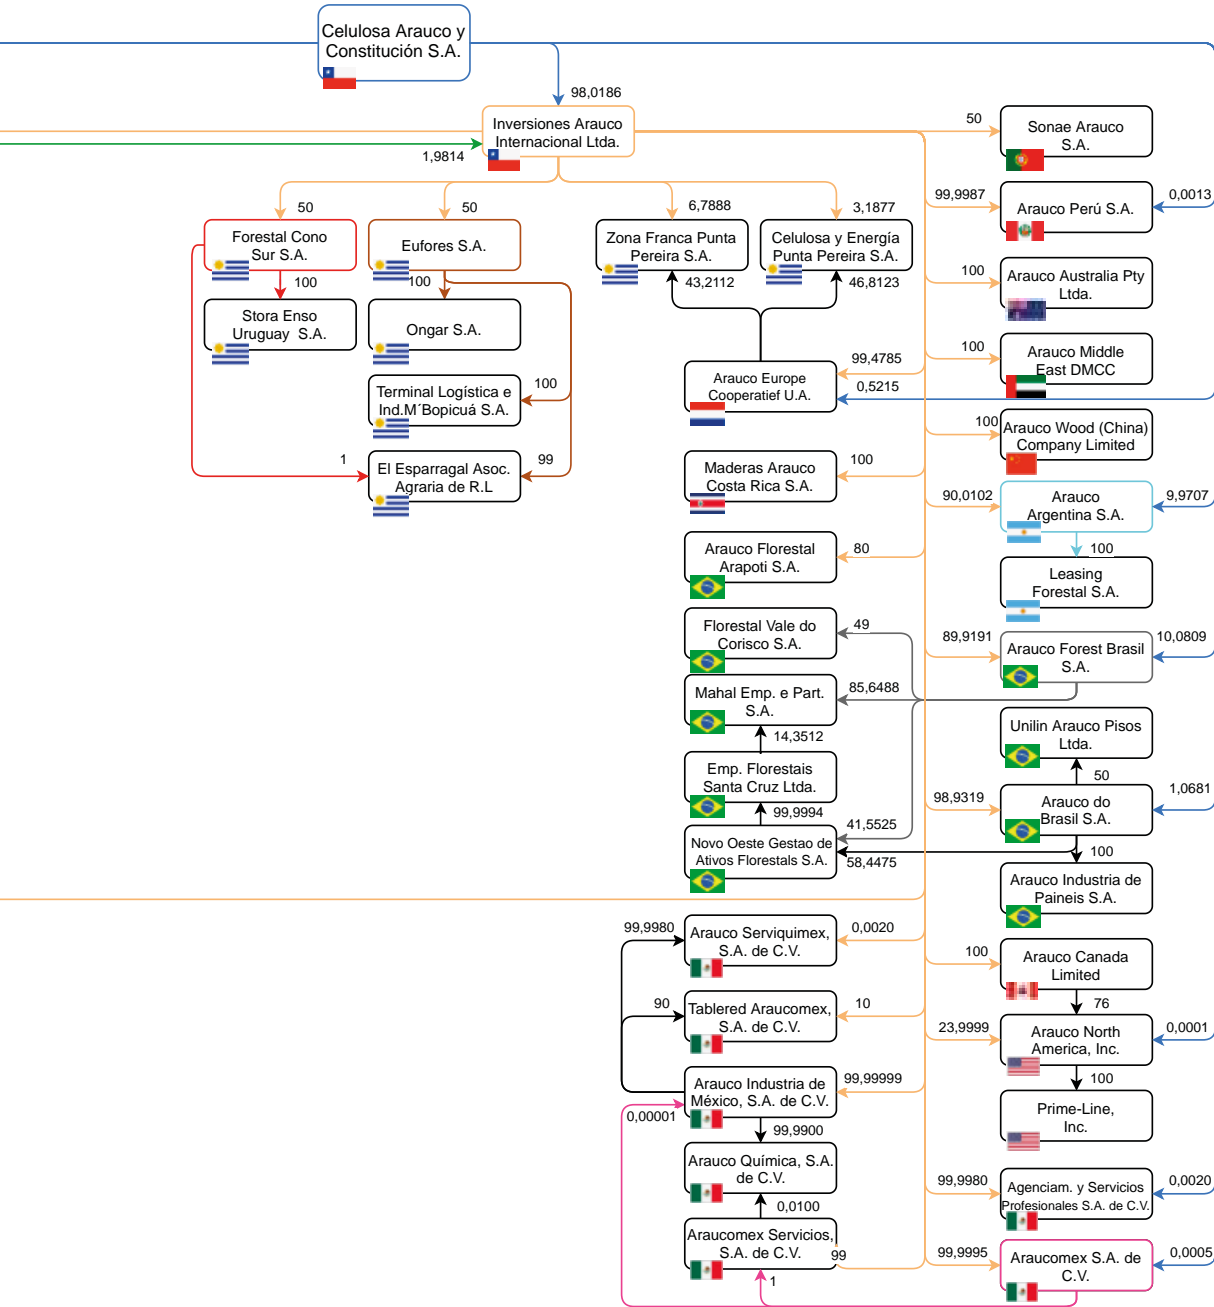 Celulosa Arauco y
Constitución S.A.
98,0186
Inversiones Arauco
Internacional Ltda.
1,9814
50
Sonae Arauco
S.A.
99,9987
Arauco Perú S.A.
0,0013
50
Forestal Cono
Sur S.A.
50
Eufores S.A.
6,7888
Zona Franca Punta
Pereira S.A.
3,1877
Celulosa y Energía
Punta Pereira S.A.
100
Arauco Australia Pty
Ltda.
100
100
43,2112
46,8123
Stora Enso
Uruguay S.A.
Ongar S.A.
100
Arauco Middle
East DMCC
99,4785
Arauco Europe
Cooperatief U.A.
0,5215
Terminal Logística e
Ind.M´Bopicuá S.A.
100
100
Arauco Wood (China)
Company Limited
1
El Esparragal Asoc.
Agraria de R.L
99
Maderas Arauco
Costa Rica S.A.
100
90,0102
Arauco
Argentina S.A.
9,9707
100
Leasing
Forestal S.A.
Arauco Florestal
Arapoti S.A.
80
Florestal Vale do
Corisco S.A.
49
89,9191
Arauco Forest Brasil
S.A.
10,0809
Mahal Emp. e Part.
S.A.
85,6488
14,3512
Unilin Arauco Pisos
Ltda.
50
Emp. Florestais
Santa Cruz Ltda.
99,9994
98,9319
Arauco do
Brasil S.A.
1,0681
41,5525
Novo Oeste Gestao de
Ativos Florestals S.A.
58,4475
100
Arauco Industria de
Paineis S.A.
99,9980
Arauco Serviquimex,
S.A. de C.V.
0,0020
100
Arauco Canada
Limited
76
90
Tablered Araucomex,
S.A. de C.V.
10
23,9999
Arauco North
America, Inc.
0,0001
100
Arauco Industria de
México, S.A. de C.V.
99,99999
0,00001
99,9900
Prime-Line,
Inc.
Arauco Química, S.A.
de C.V.
0,0100
99,9980
Agenciam. y Servicios
Profesionales S.A. de C.V.
0,0020
Araucomex Servicios,
S.A. de C.V.
99
1
99,9995
Araucomex S.A. de
C.V.
0,0005